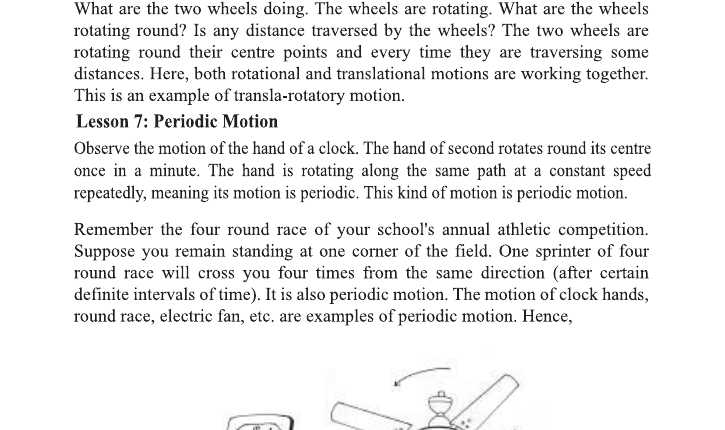 What are the two wheels doing. The wheels are rotating. What are the wheels
rotating round? Is any distance traversed by the wheels? The two wheels are
rotating round their centre points and every time they are traversing some
distances. Here, both rotational and translational motions are working together.
This is an example of transla-rotatory motion.
Lesson 7: Periodic Motion
Observe the motion of the hand of a clock. The hand of second rotates round its centre
once in a minute. The hand is rotating along the same path at a constant speed
repeatedly, meaning its motion is periodic. This kind of motion is periodic motion.
Remember the four round race of your school's annual athletic competition.
Suppose you remain standing at one corner of the field. One sprinter of four
round race will cross you four times from the same direction (after certain
definite intervals of time). It is also periodic motion. The motion of clock hands,
round race, electric fan, etc. are examples of periodic motion. Hence,